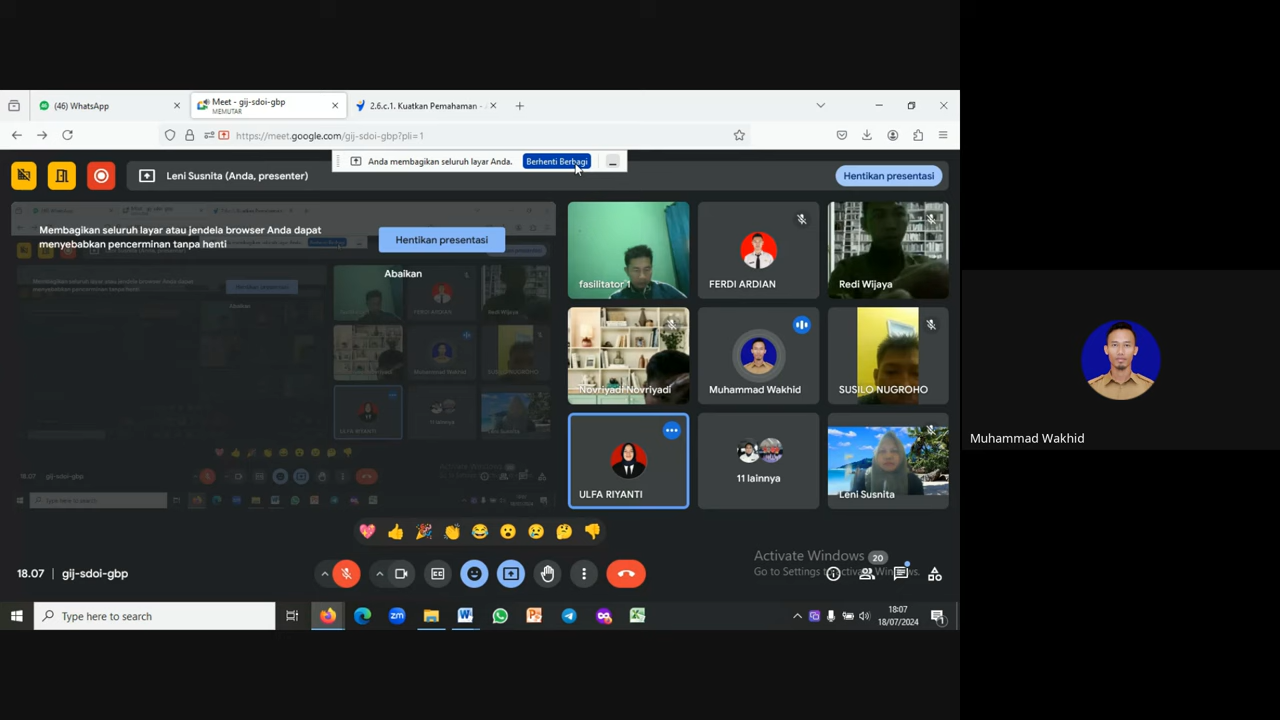 (46) WhatsApp
Meet - gij-sdoi-gbp
MEMUTAR
2.6.c.1. Kuatkan Pemahaman -
https://meet.google.com/gij-sdoi-gbp?pli=1
Anda membagikan seluruh layar Anda.
Berhenti Berbagi
Leni Susnita (Anda, presenter)
Hentikan presentasi
Membagikan seluruh layar atau jendela browser Anda dapat
menyebabkan pencerminan tanpa henti
Hentikan presentasi
Abaikan
fasilitator 1
FERDI ARDIAN
Redi Wijaya
Novriyadi Novriyadi
Muhammad Wakhid
SUSILO NUGROHO
ULFA RIYANTI
11 lainnya
Leni Susnita
Muhammad Wakhid
Activate Windows
Go to Settings to activate Windows.
20
18.07
gij-sdoi-gbp
Type here to search
zm
18:07
18/07/2024
1